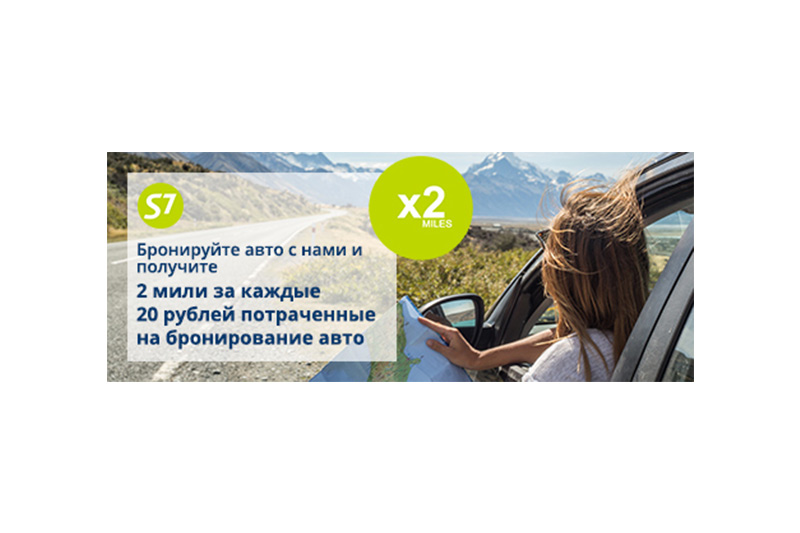 S7
x2
MILES
Бронируйте авто с нами и
получите
2 мили за каждые
20 рублей потраченные
на бронирование авто